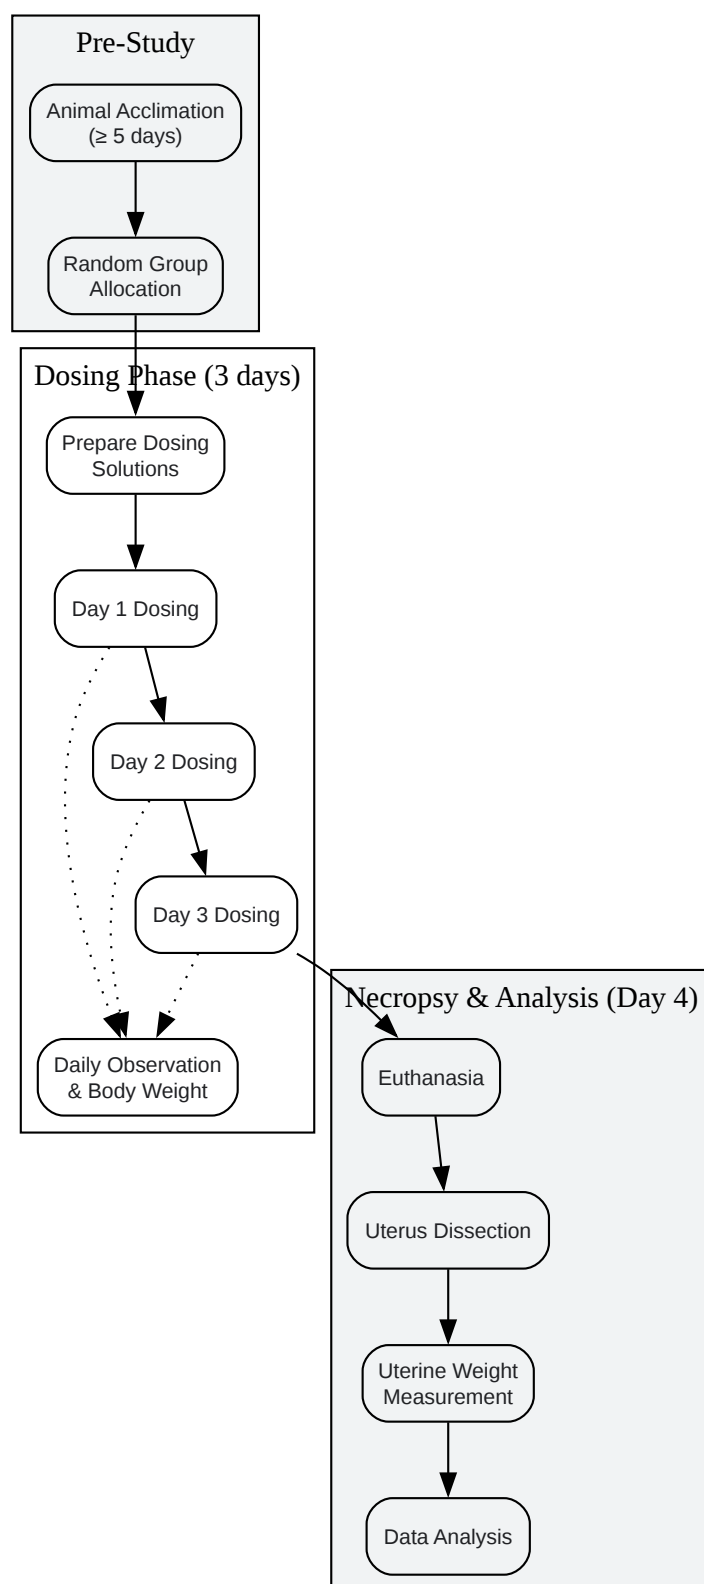 Pre-Study
Animal Acclimation
(≥ 5 days)
Random Group
Allocation
Dosing Phase (3 days)
Prepare Dosing
Solutions
Day 1 Dosing
Day 2 Dosing
Day 3 Dosing
Daily Observation
& Body Weight
Necropsy & Analysis (Day 4)
Euthanasia
Uterus Dissection
Uterine Weight
Measurement
Data Analysis